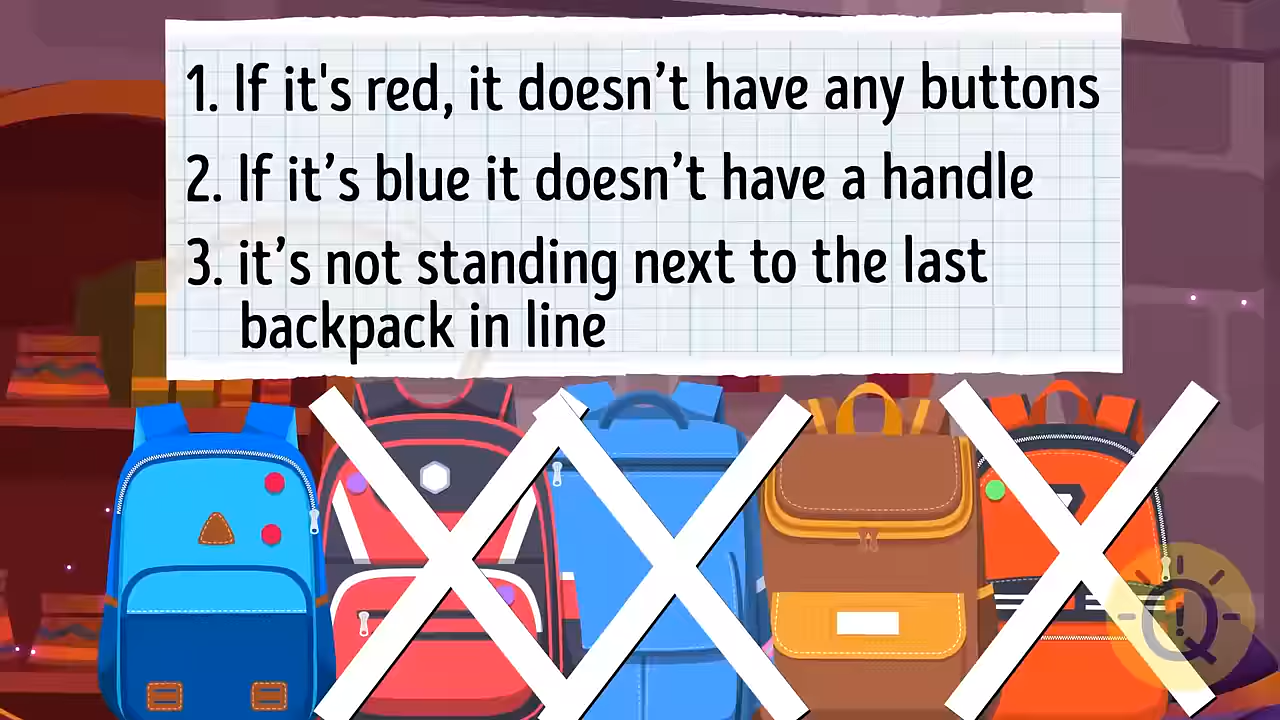 1. If it's red, it doesn’t have any buttons
2. If it’s blue it doesn’t have a handle
3. it’s not standing next to the last
backpack in line